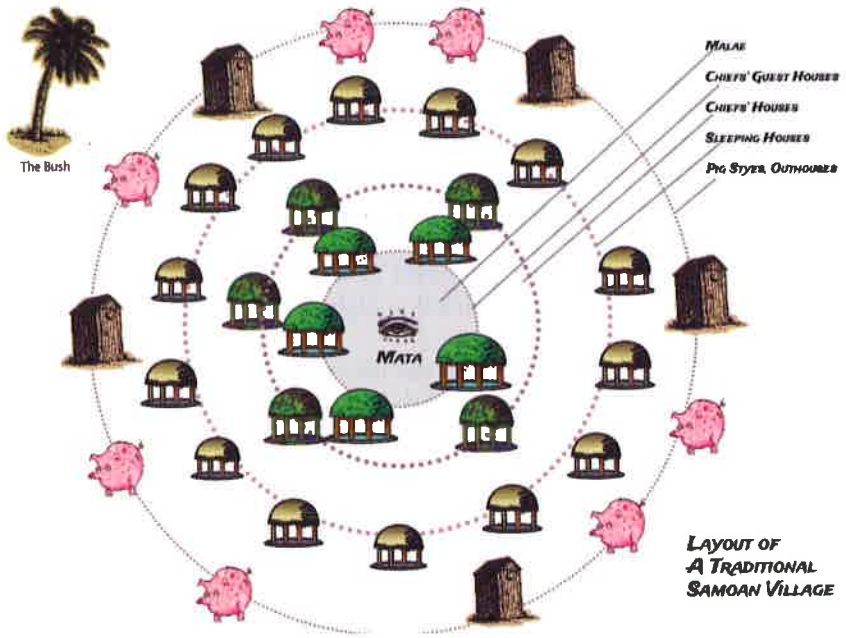 The Bush
MALAE
CHIEFS' GUEST HOUSES
CHIEFS' HOUSES
SLEEPING HOUSES
PIG STYES, OUTHOUSES
MATA
LAYOUT OF
A TRADITIONAL
SAMOAN VILLAGE